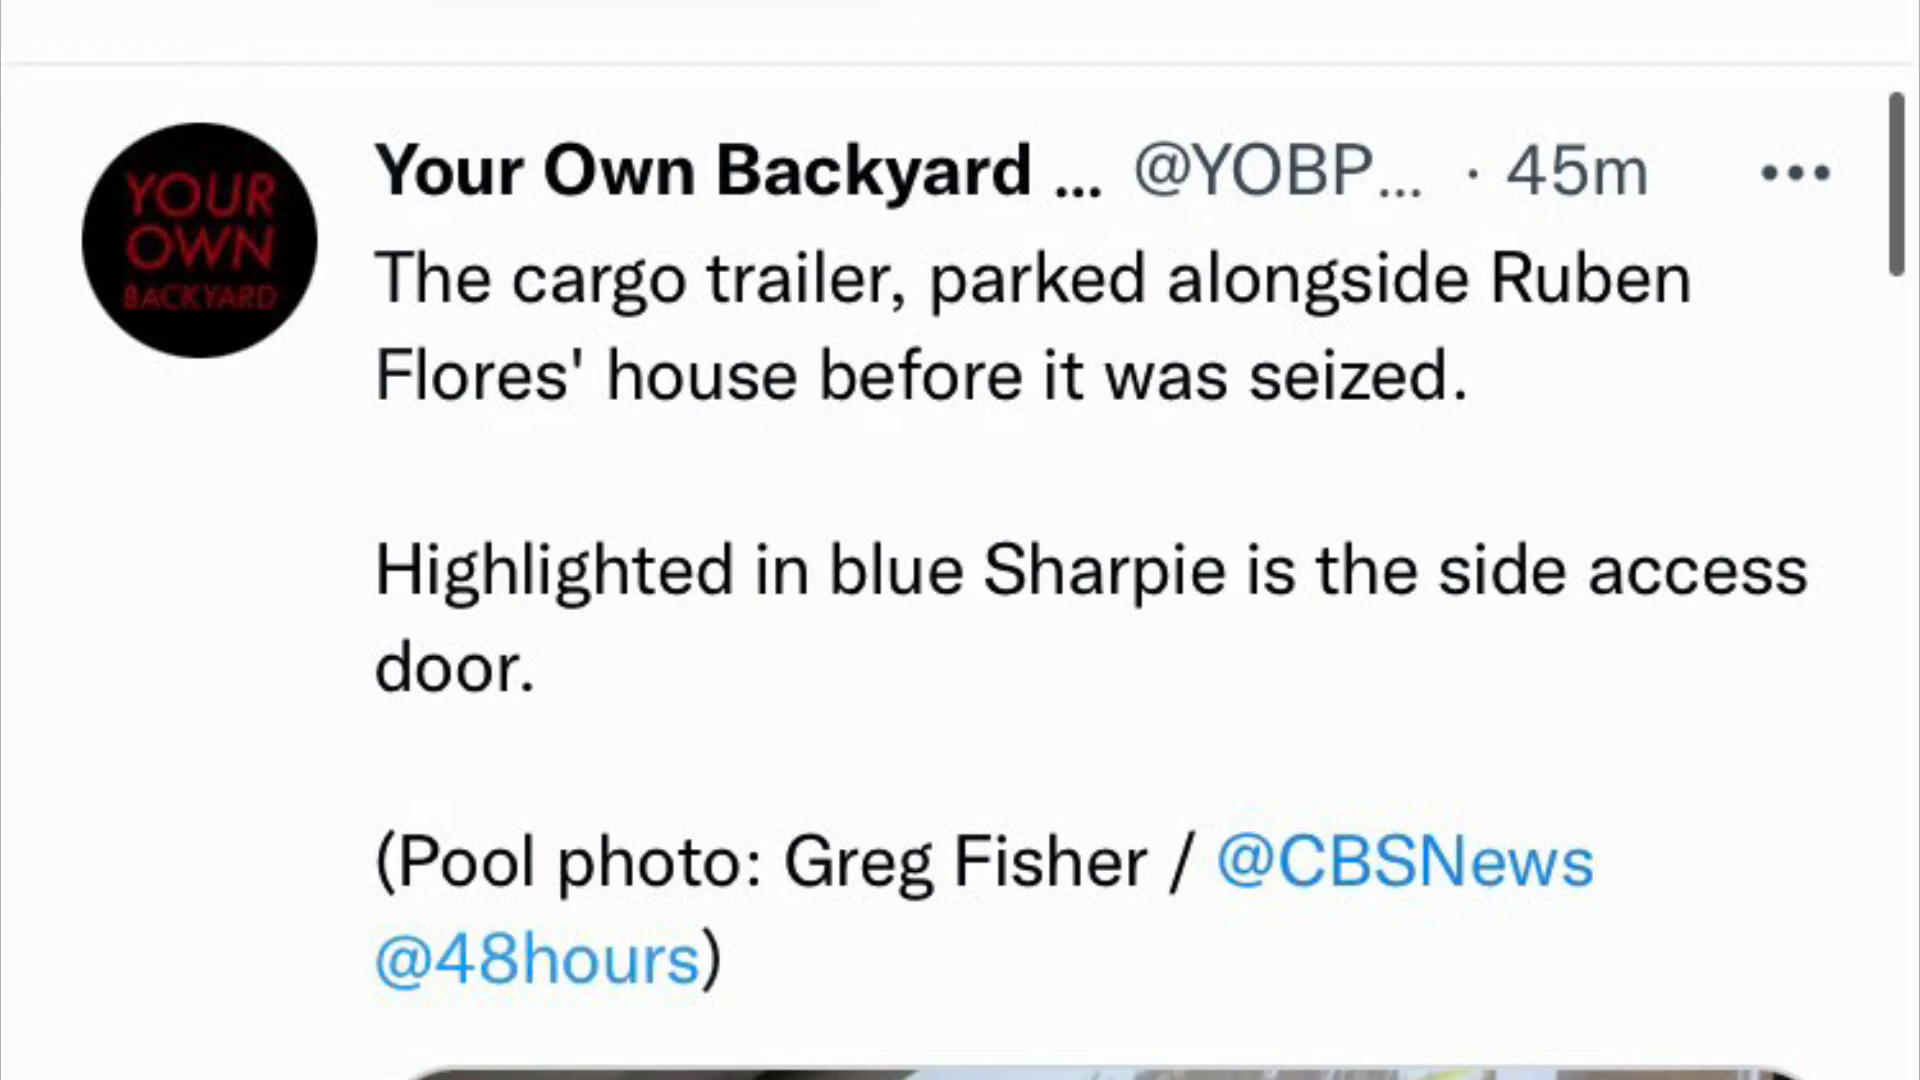 YOUR
OWN
BACKYARD
Your Own Backyard ... @YOBP... · 45m
The cargo trailer, parked alongside Ruben
Flores' house before it was seized.
Highlighted in blue Sharpie is the side access
door.
(Pool photo: Greg Fisher / @CBSNews
@48hours)